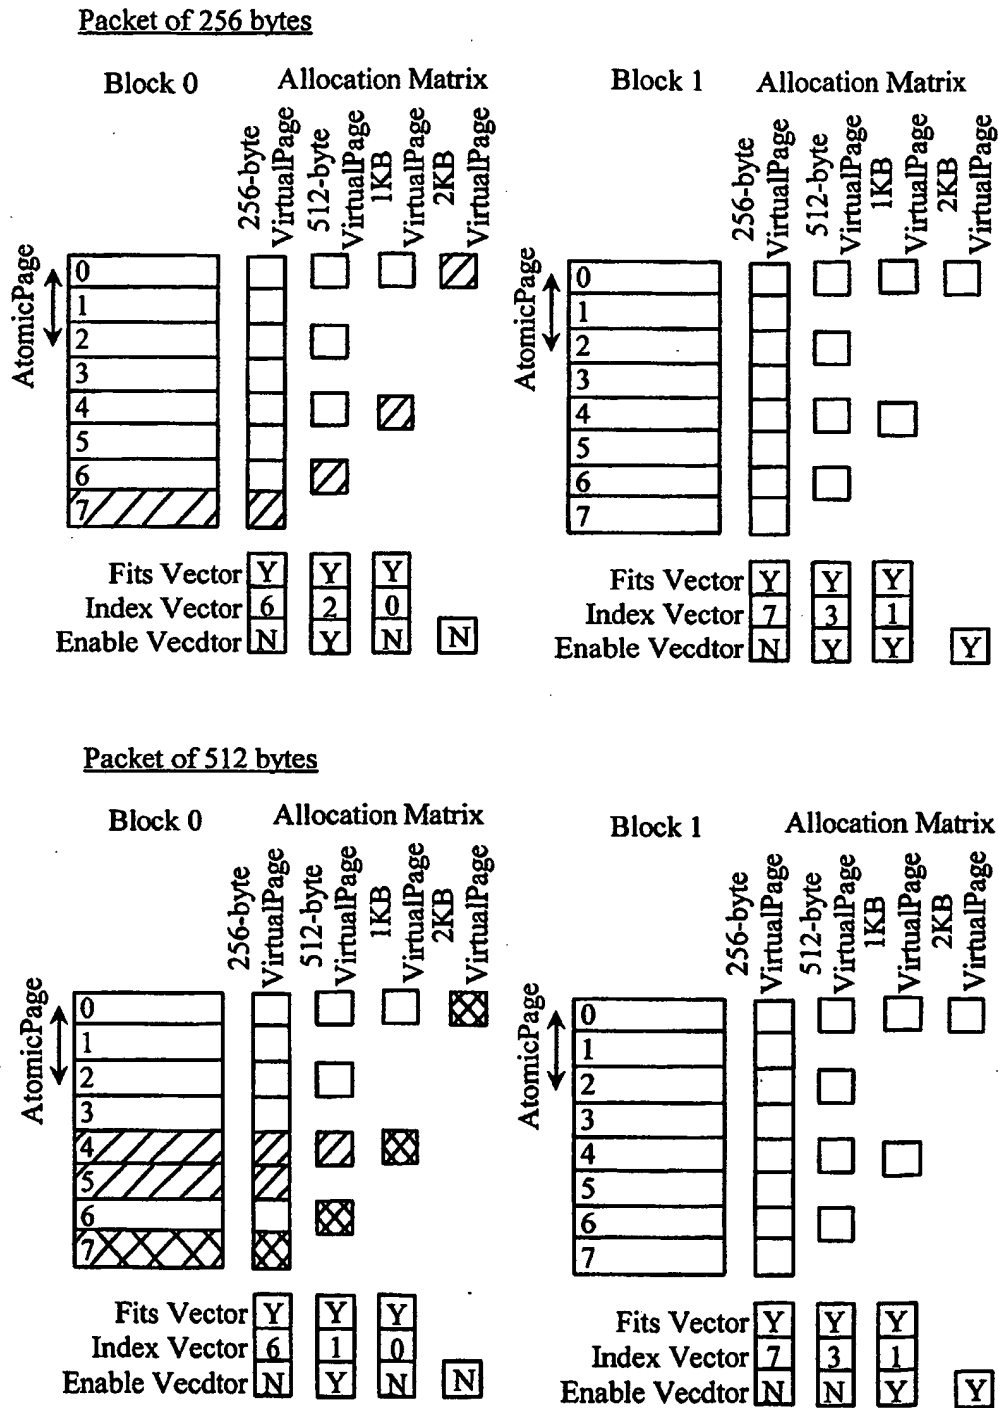 Packet of 256 bytes
Block 0
Allocation Matrix
256-byte
VirtualPage
512-byte
VirtualPage
1KB
VirtualPage
2KB
VirtualPage
AtomicPage
0
1
2
3
4
5
6
7
Fits Vector Y Y Y
Index Vector 6 2 0
Enable Vecdtor N Y N N
Block 1
Allocation Matrix
256-byte
VirtualPage
512-byte
VirtualPage
1KB
VirtualPage
2KB
VirtualPage
AtomicPage
0
1
2
3
4
5
6
7
Fits Vector Y Y Y
Index Vector 7 3 1
Enable Vecdtor N Y Y Y
Packet of 512 bytes
Block 0
Allocation Matrix
256-byte
VirtualPage
512-byte
VirtualPage
1KB
VirtualPage
2KB
VirtualPage
AtomicPage
0
1
2
3
4
5
6
7
Fits Vector Y Y Y
Index Vector 6 1 0
Enable Vecdtor N Y N N
Block 1
Allocation Matrix
256-byte
VirtualPage
512-byte
VirtualPage
1KB
VirtualPage
2KB
VirtualPage
AtomicPage
0
1
2
3
4
5
6
7
Fits Vector Y Y Y
Index Vector 7 3 1
Enable Vecdtor N N Y Y